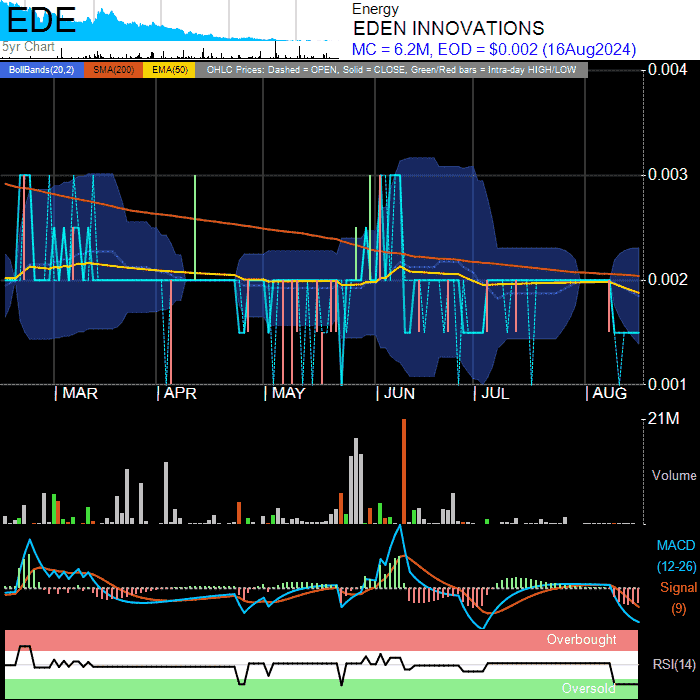 EDE
5yr Chart
Energy
EDEN INNOVATIONS
MC = 6.2M, EOD = $0.002 (16Aug2024)
BollBands(20,2) SMA(200) EMA(50) OHLC Prices: Dashed = OPEN, Solid = CLOSE, Green/Red bars = Intra-day HIGH/LOW
0.004
0.003
0.002
0.001
MAR APR MAY JUN JUL AUG
21M
Volume
MACD
(12-26)
Signal
(9)
Overbought
RSI(14)
Oversold